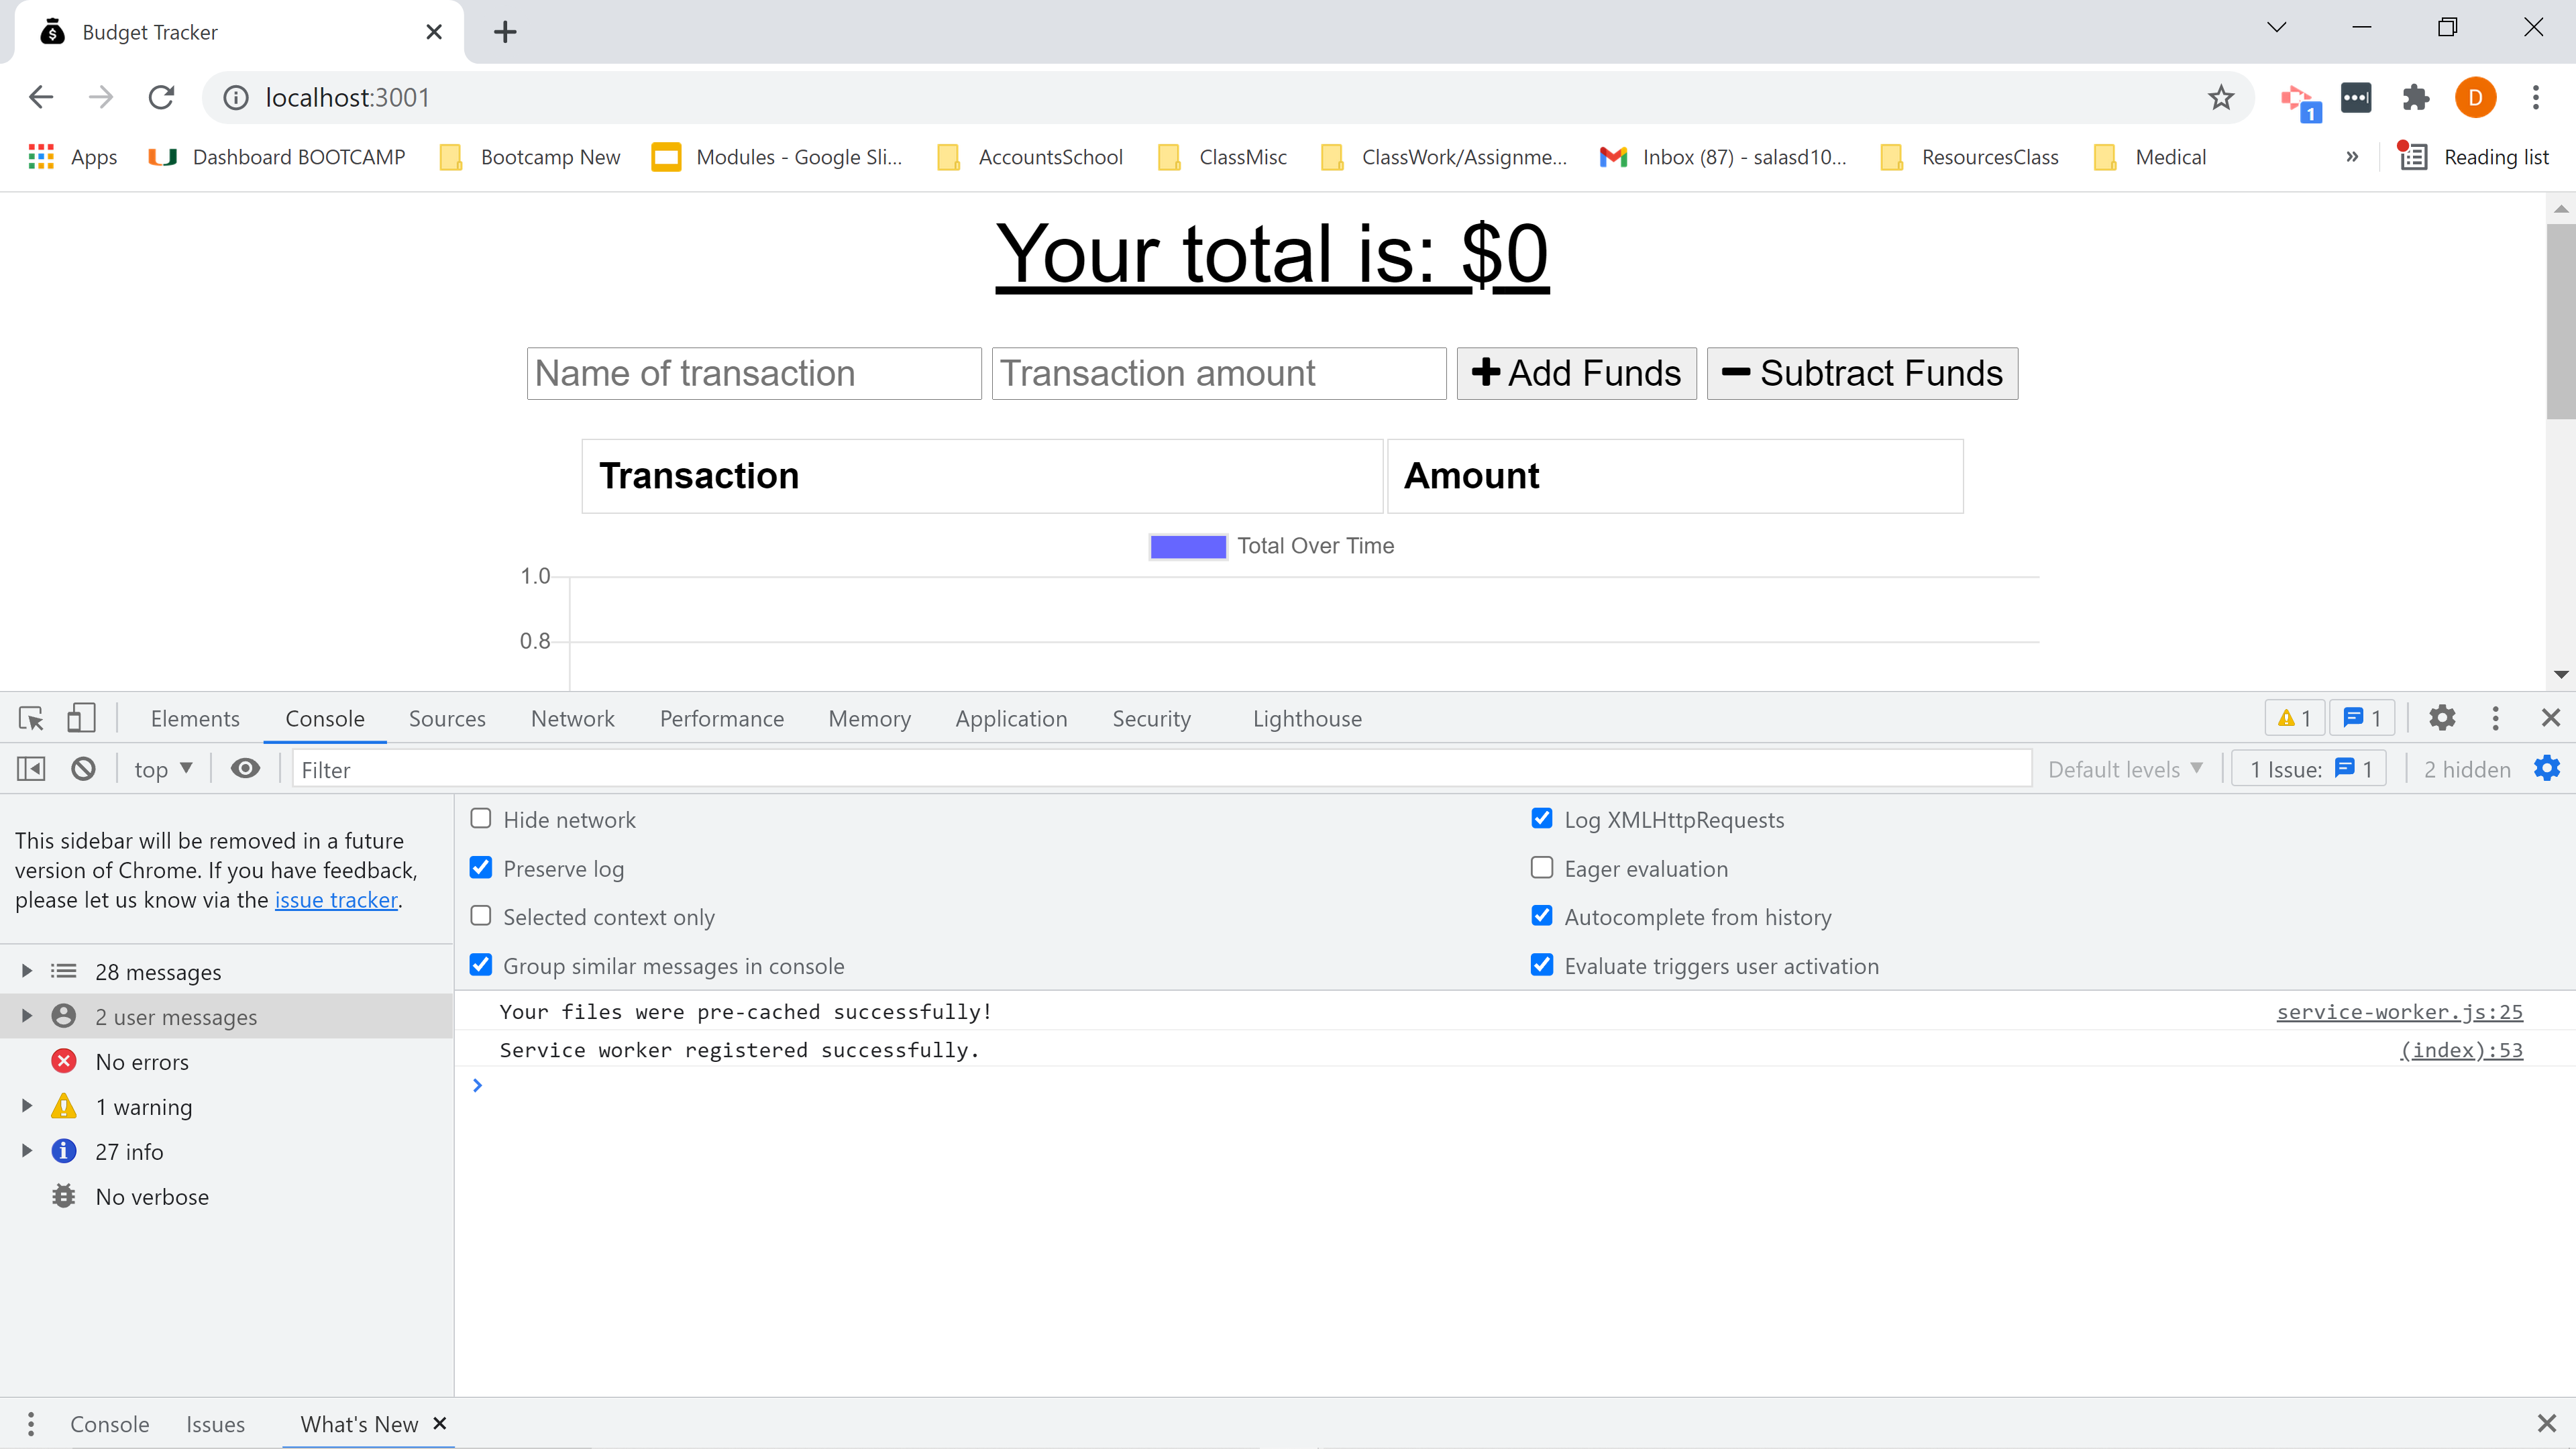 Budget Tracker
localhost:3001
1
D
Apps
Dashboard BOOTCAMP
Bootcamp New
Modules - Google Sli...
AccountsSchool
ClassMisc
ClassWork/Assignme...
Inbox (87) - salasd10...
ResourcesClass
Medical
»
Reading list
Your total is: $0
Name of transaction
Transaction amount
Add Funds
Subtract Funds
Transaction
Amount
Total Over Time
1.0
0.8
Elements
Console
Sources
Network
Performance
Memory
Application
Security
Lighthouse
1
1
top
Filter
Default levels
1 Issue: 1
2 hidden
Hide network
Log XMLHttpRequests
Preserve log
Eager evaluation
Selected context only
Autocomplete from history
Group similar messages in console
Evaluate triggers user activation
This sidebar will be removed in a future
version of Chrome. If you have feedback,
please let us know via the issue tracker.
28 messages
2 user messages
No errors
1 warning
27 info
No verbose
Your files were pre-cached successfully!
service-worker.js:25
Service worker registered successfully.
(index):53
Console
Issues
What's New